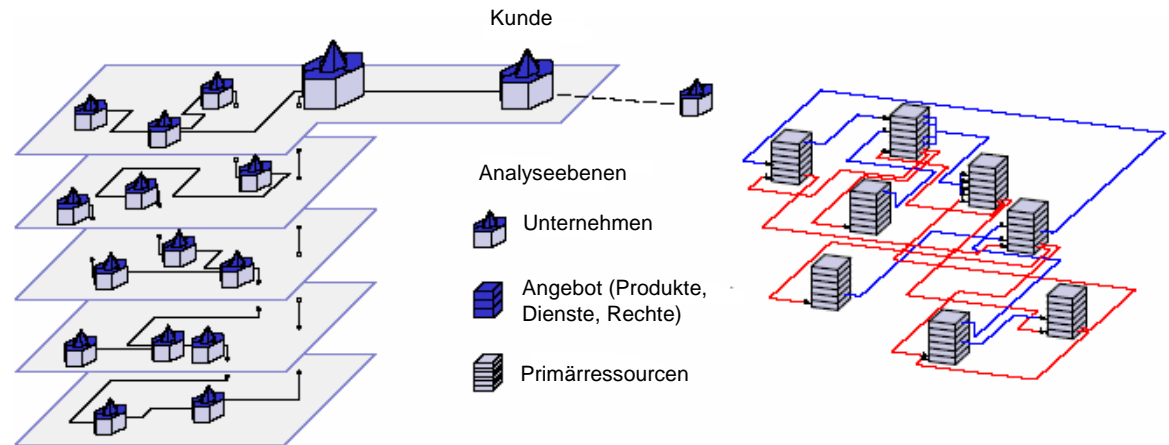 Kunde
Analyseebenen
Unternehmen
Angebot (Produkte,
Dienste, Rechte)
Primärressourcen